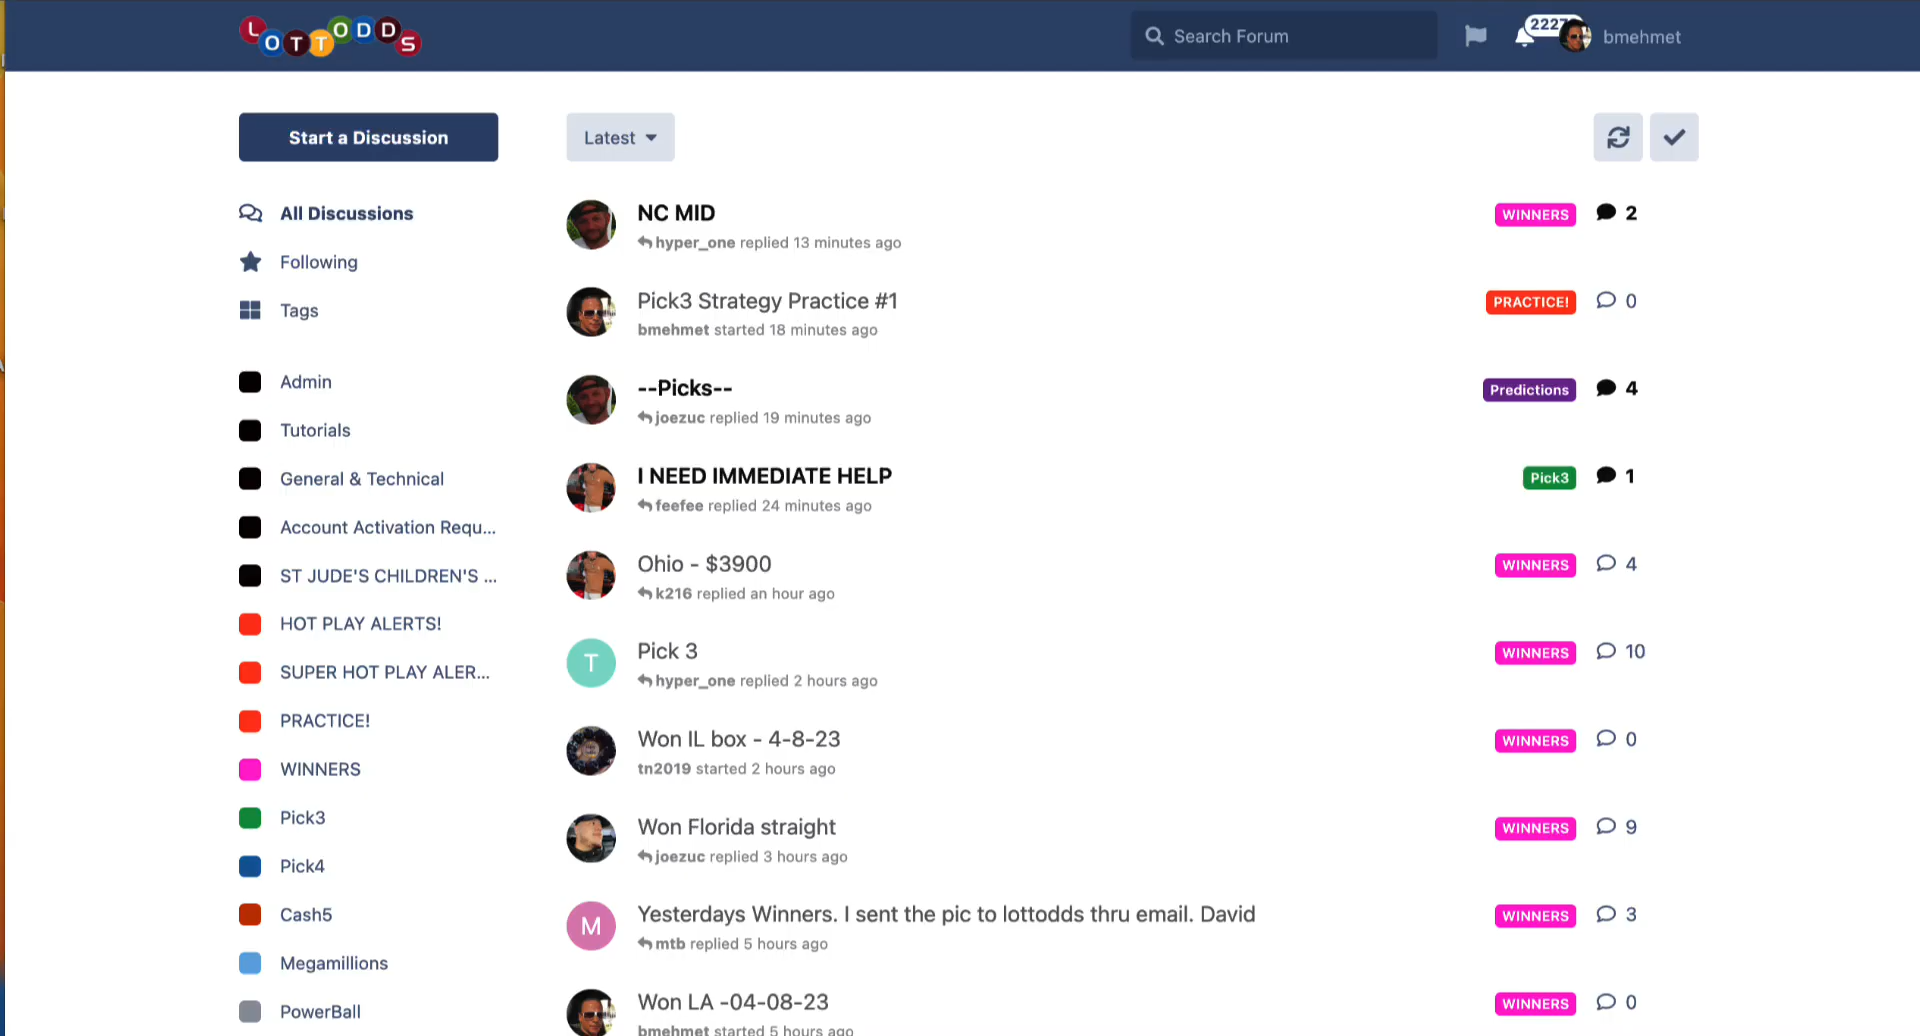 LOTTODDS
Search Forum
2227
bmehmet
Start a Discussion
Latest
All Discussions
Following
Tags
Admin
Tutorials
General & Technical
Account Activation Requ...
ST JUDE'S CHILDREN'S ...
HOT PLAY ALERTS!
SUPER HOT PLAY ALER...
PRACTICE!
WINNERS
Pick3
Pick4
Cash5
Megamillions
PowerBall
NC MID
WINNERS 2
hyper_one replied 13 minutes ago
Pick3 Strategy Practice #1
PRACTICE! 0
bmehmet started 18 minutes ago
--Picks--
Predictions 4
joezuc replied 19 minutes ago
I NEED IMMEDIATE HELP
Pick3 1
feefee replied 24 minutes ago
Ohio - $3900
WINNERS 4
k216 replied an hour ago
T
Pick 3
WINNERS 10
hyper_one replied 2 hours ago
Won IL box - 4-8-23
WINNERS 0
tn2019 started 2 hours ago
Won Florida straight
WINNERS 9
joezuc replied 3 hours ago
M
Yesterdays Winners. I sent the pic to lottodds thru email. David
WINNERS 3
mtb replied 5 hours ago
Won LA -04-08-23
WINNERS 0
bmehmet started 5 hours ago